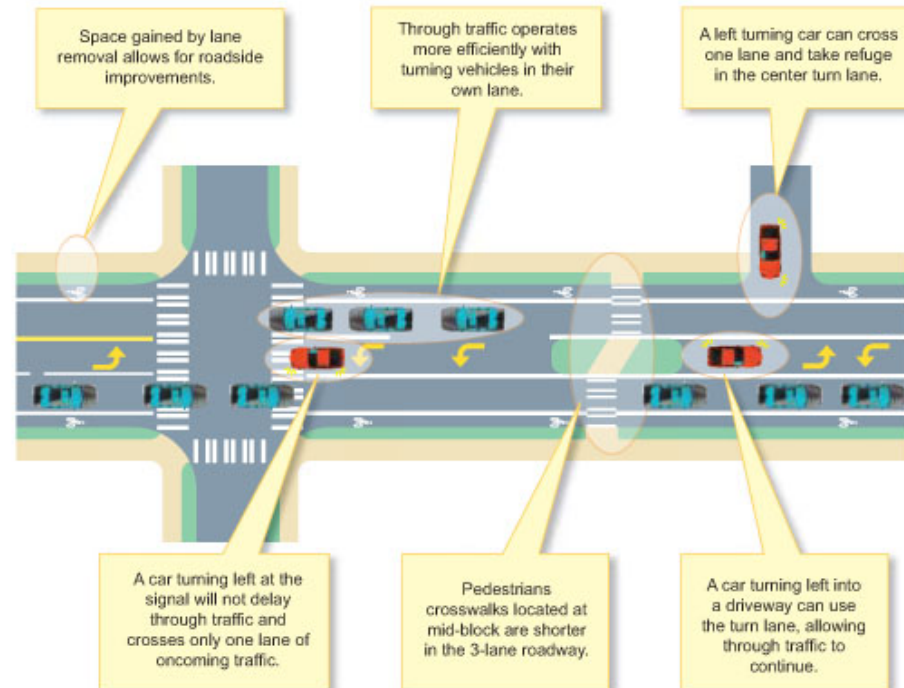 Space gained by lane
removal allows for roadside
improvements.
Through traffic operates
more efficiently with
turning vehicles in their
own lane.
A left turning car can cross
one lane and take refuge
in the center turn lane.
A car turning left at the
signal will not delay
through traffic and
crosses only one lane of
oncoming traffic.
Pedestrians
crosswalks located at
mid-block are shorter
in the 3-lane roadway.
A car turning left into
a driveway can use
the turn lane, allowing
through traffic to
continue.